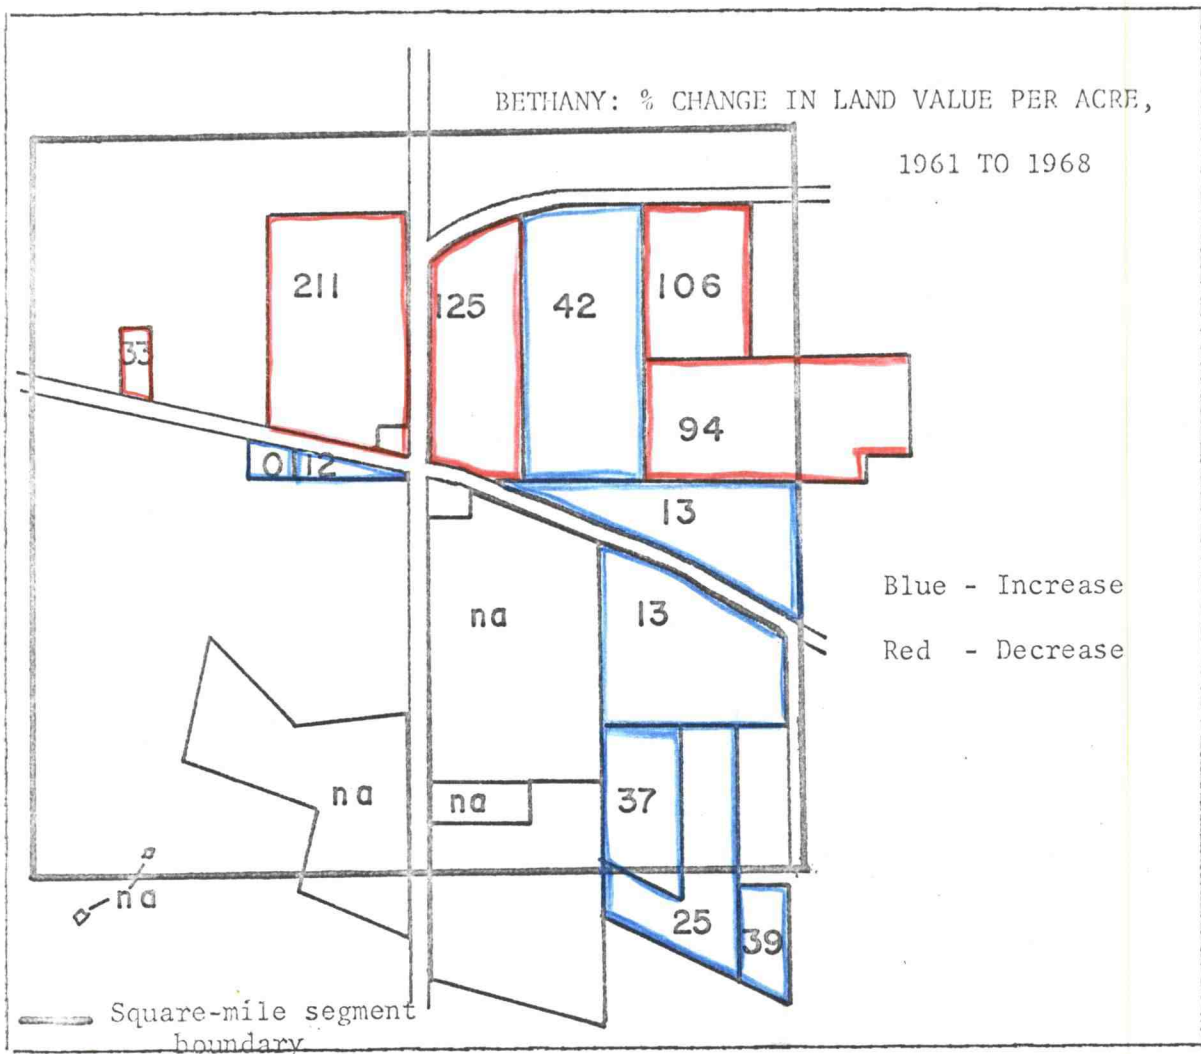 BETHANY: % CHANGE IN LAND VALUE PER ACRE,
1961 TO 1968
211
125
42
106
33
94
0
12
13
Blue - Increase
na
13
Red - Decrease
na
na
37
na
25
39
Square-mile segment
boundary